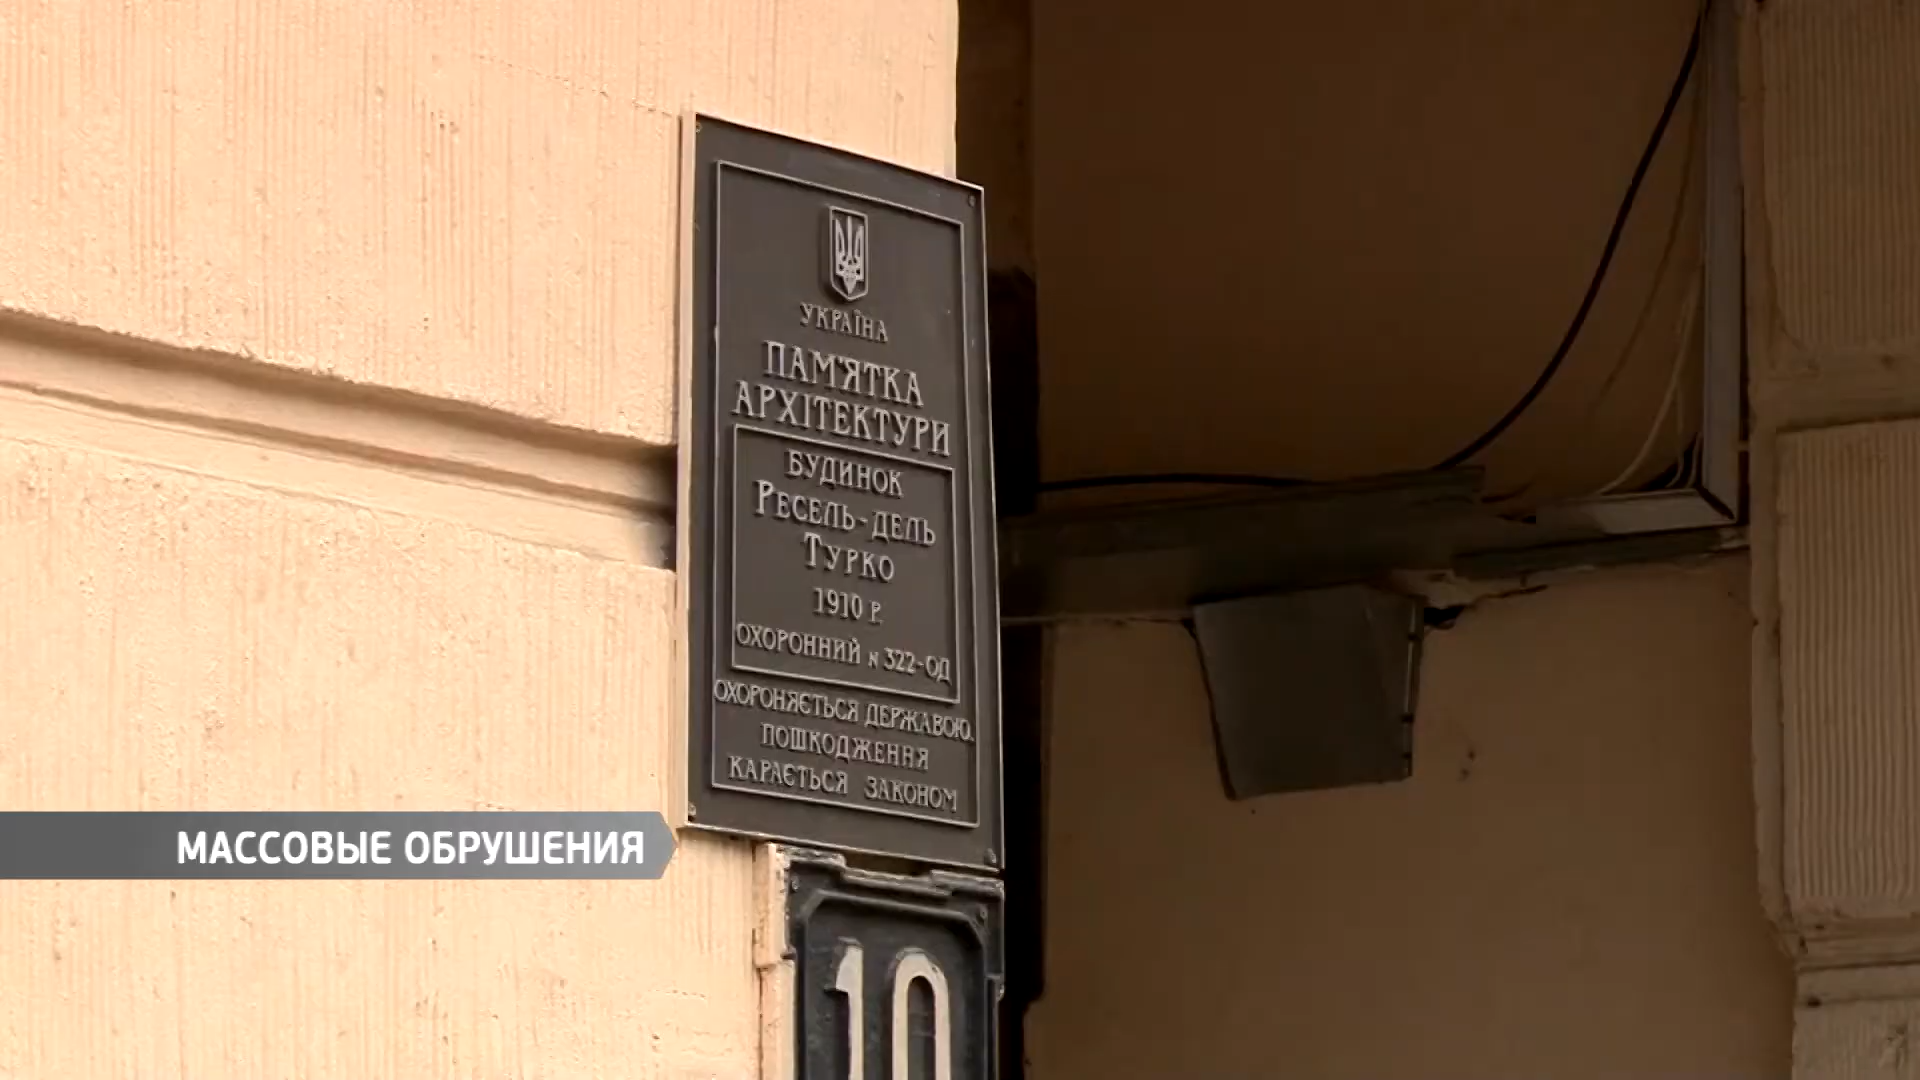 УКРАЇНА
ПАМ'ЯТКА
АРХІТЕКТУРИ
БУДИНОК
РЕСЕЛЬ-ДЕЛЬ
ТУРКО
1910 Р.
ОХОРОННИЙ № 322-ОД
ОХОРОНЯЄТЬСЯ ДЕРЖАВОЮ.
ПОШКОДЖЕННЯ
КАРАЄТЬСЯ ЗАКОНОМ
МАССОВЫЕ ОБРУШЕНИЯ
10